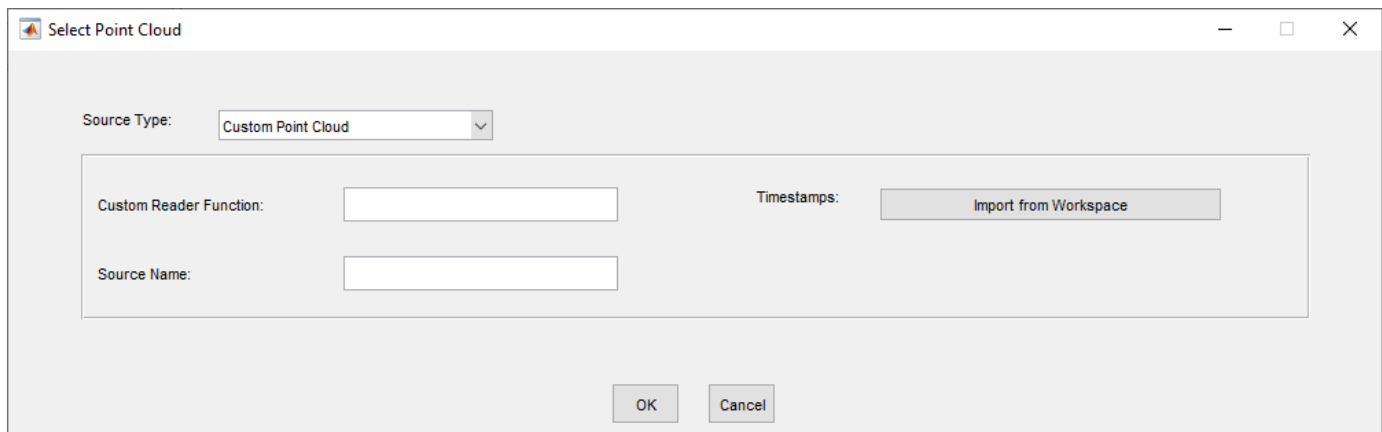 Select Point Cloud
Source Type: Custom Point Cloud
Custom Reader Function: Timestamps: Import from Workspace
Source Name:
OK Cancel